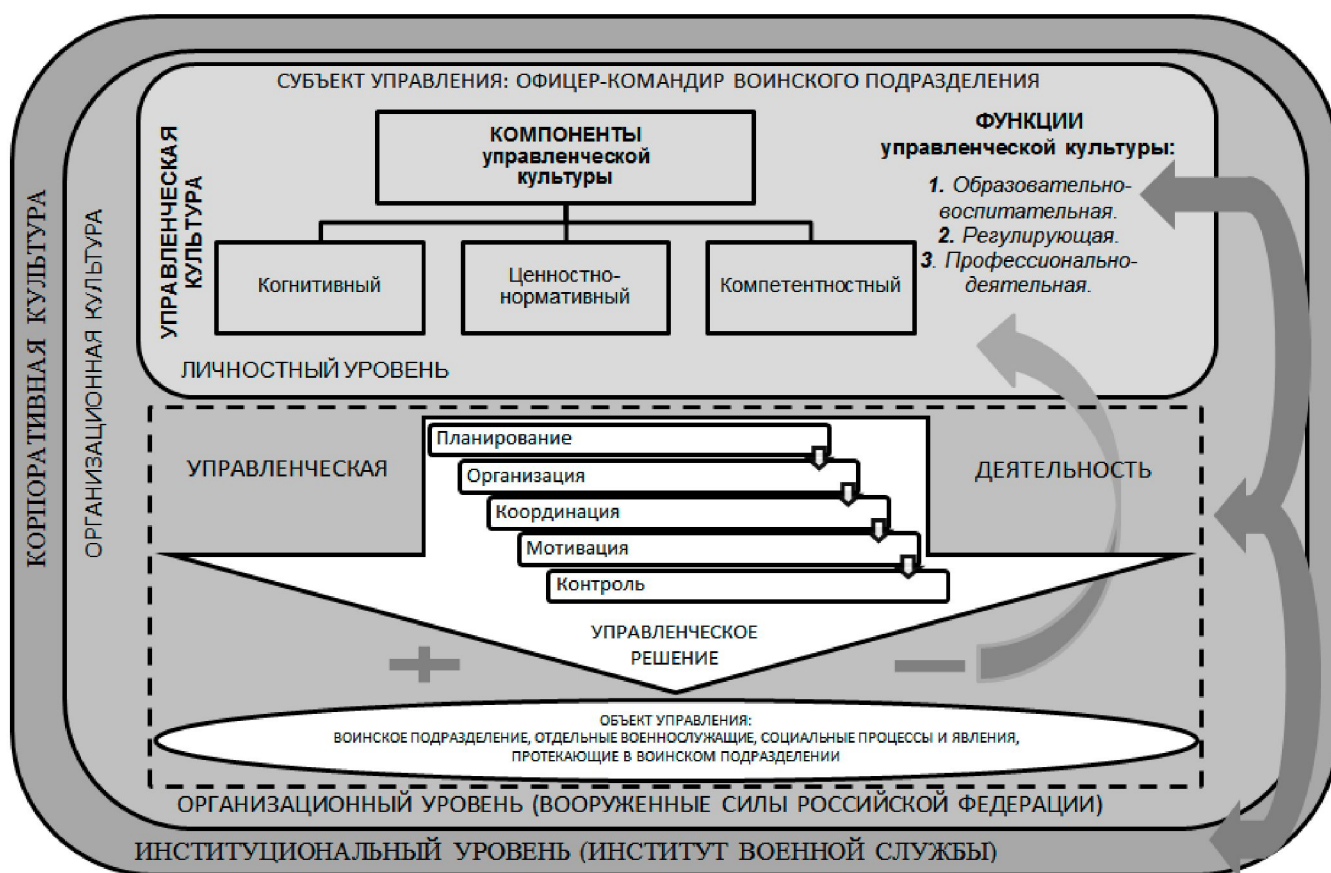 СУБЪЕКТ УПРАВЛЕНИЯ: ОФИЦЕР-КОМАНДИР ВОИНСКОГО ПОДРАЗДЕЛЕНИЯ
КОРПОРАТИВНАЯ КУЛЬТУРА
ОРГАНИЗАЦИОННАЯ КУЛЬТУРА
УПРАВЛЕНЧЕСКАЯ
КУЛЬТУРА
КОМПОНЕНТЫ
управленческой
культуры
Когнитивный
Ценностно-
нормативный
Компетентностный
ФУНКЦИИ
управленческой культуры:
1. Образовательно-
воспитательная.
2. Регулирующая.
3. Профессионально-
деятельная.
ЛИЧНОСТНЫЙ УРОВЕНЬ
УПРАВЛЕНЧЕСКАЯ
ДЕЯТЕЛЬНОСТЬ
Планирование
Организация
Координация
Мотивация
Контроль
УПРАВЛЕНЧЕСКОЕ
РЕШЕНИЕ
+
−
ОБЪЕКТ УПРАВЛЕНИЯ:
ВОИНСКОЕ ПОДРАЗДЕЛЕНИЕ, ОТДЕЛЬНЫЕ ВОЕННОСЛУЖАЩИЕ, СОЦИАЛЬНЫЕ ПРОЦЕССЫ И ЯВЛЕНИЯ,
ПРОТЕКАЮЩИЕ В ВОИНСКОМ ПОДРАЗДЕЛЕНИИ
ОРГАНИЗАЦИОННЫЙ УРОВЕНЬ (ВООРУЖЕННЫЕ СИЛЫ РОССИЙСКОЙ ФЕДЕРАЦИИ)
ИНСТИТУЦИОНАЛЬНЫЙ УРОВЕНЬ (ИНСТИТУТ ВОЕННОЙ СЛУЖБЫ)